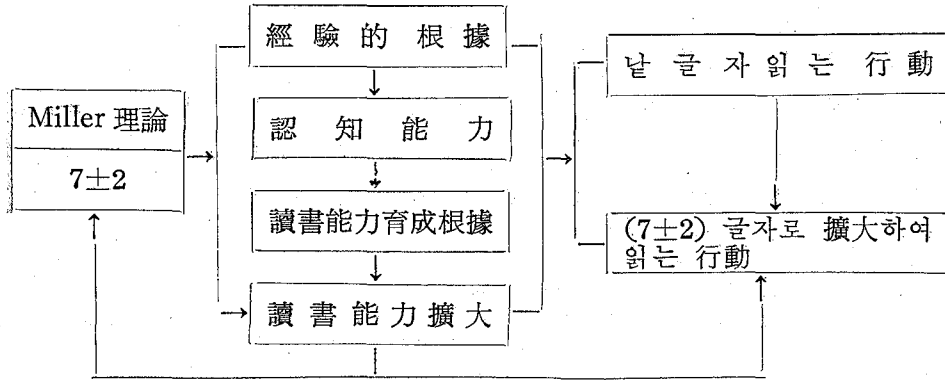 Miller 理論
7±2
經驗的 根據
認知能力
讀書能力育成根據
讀書能力擴大
낱글자읽는 行動
(7±2) 글자로 擴大하여
읽는 行動